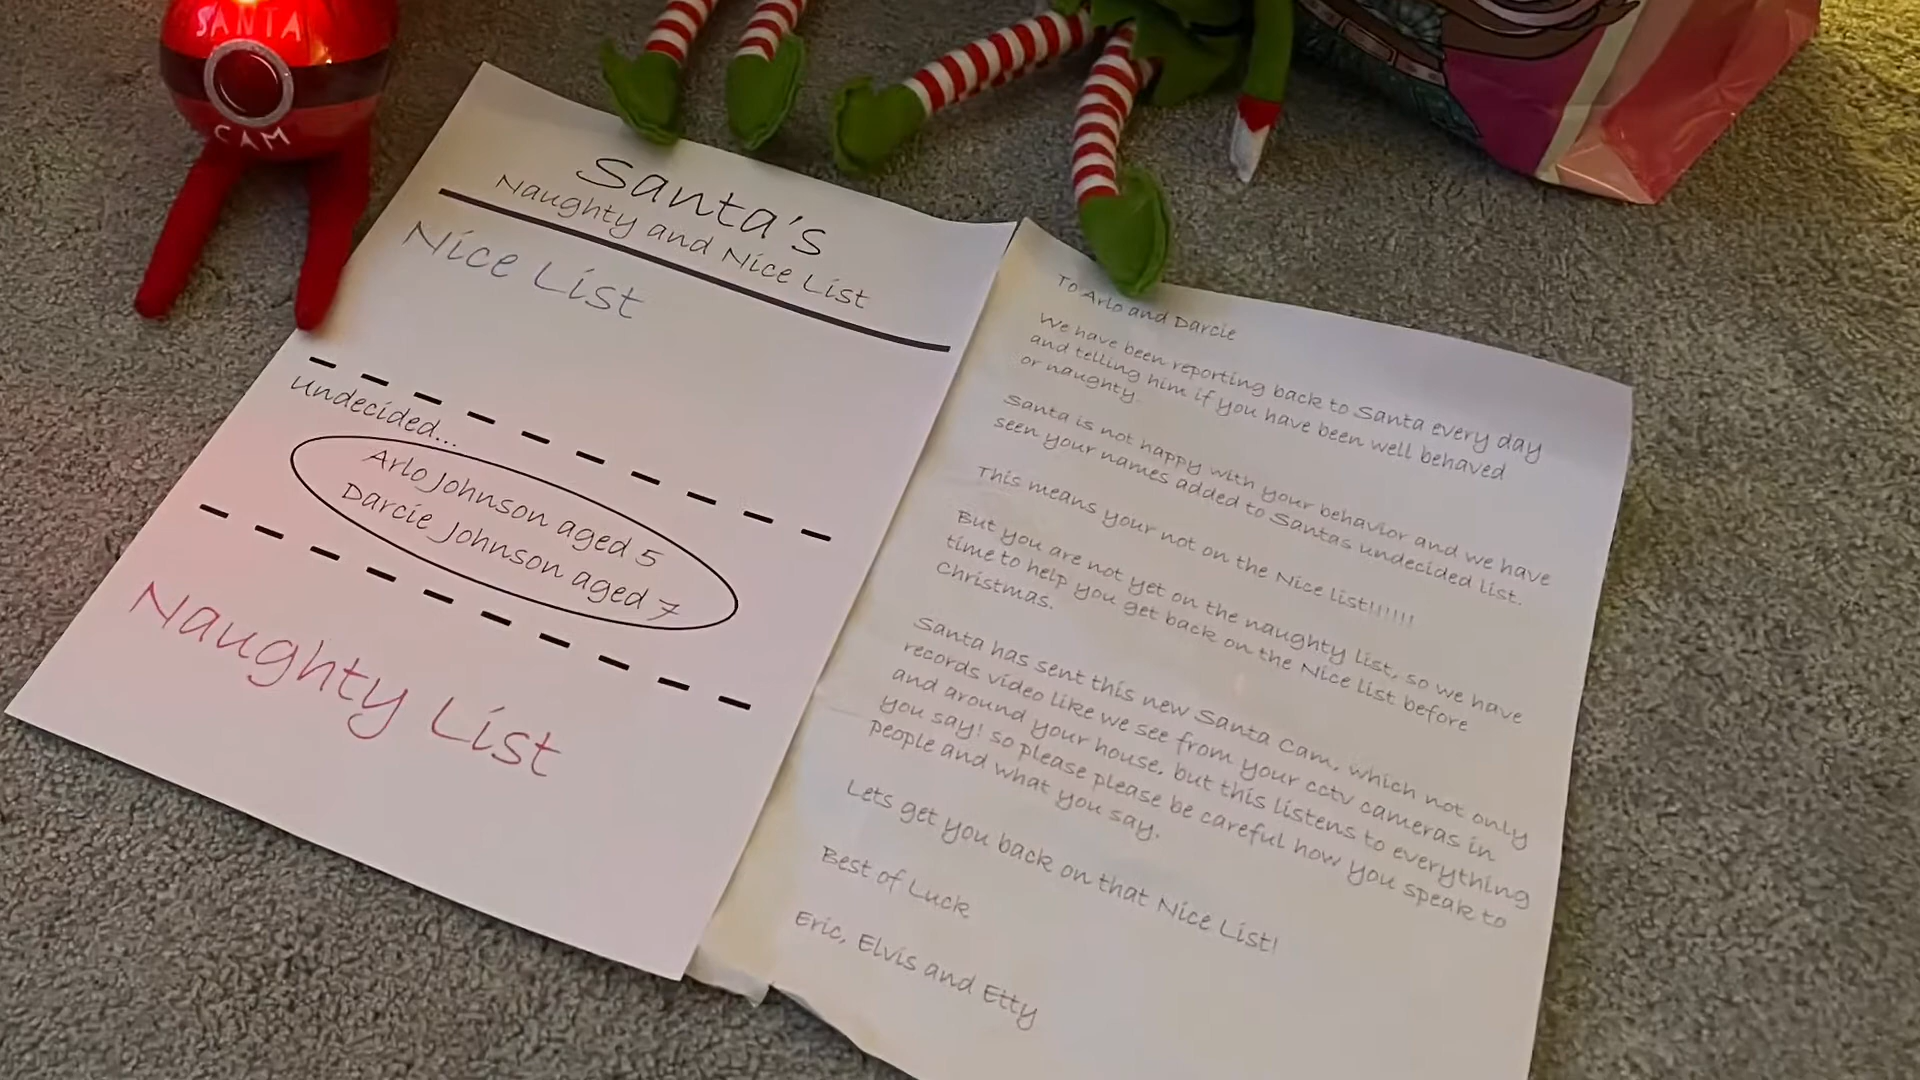 SANTA
CAM
Santa's
Naughty and Nice List
Nice List
undecided...
Arlo Johnson aged 5
Darcie Johnson aged 7
Naughty List
To Arlo and Darcie
We have been reporting back to Santa every day
and telling him if you have been well behaved
or naughty.
Santa is not happy with your behavior and we have
seen your names added to Santas undecided list.
This means your not on the Nice list!!!!!!
But you are not yet on the naughty list, so we have
time to help you get back on the Nice list before
Christmas.
Santa has sent this new Santa Cam, which not only
records video like we see from your cctv cameras in
and around your house, but this listens to everything
you say! so please please be careful how you speak to
people and what you say.
Lets get you back on that Nice List!
Best of Luck
Eric, Elvis and Etty